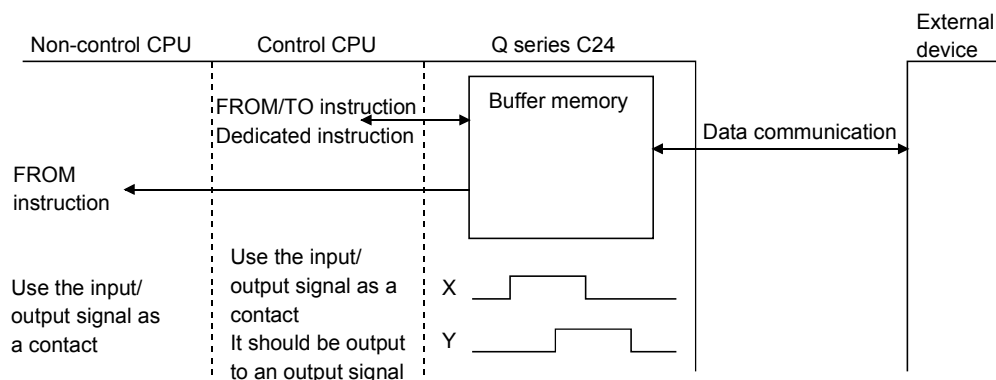 External
device
Non-control CPU
Control CPU
Q series C24
Buffer memory
FROM/TO instruction
Dedicated instruction
Data communication
FROM
instruction
Use the input/
output signal as
a contact
Use the input/
output signal as a
contact
It should be output
to an output signal
X
Y